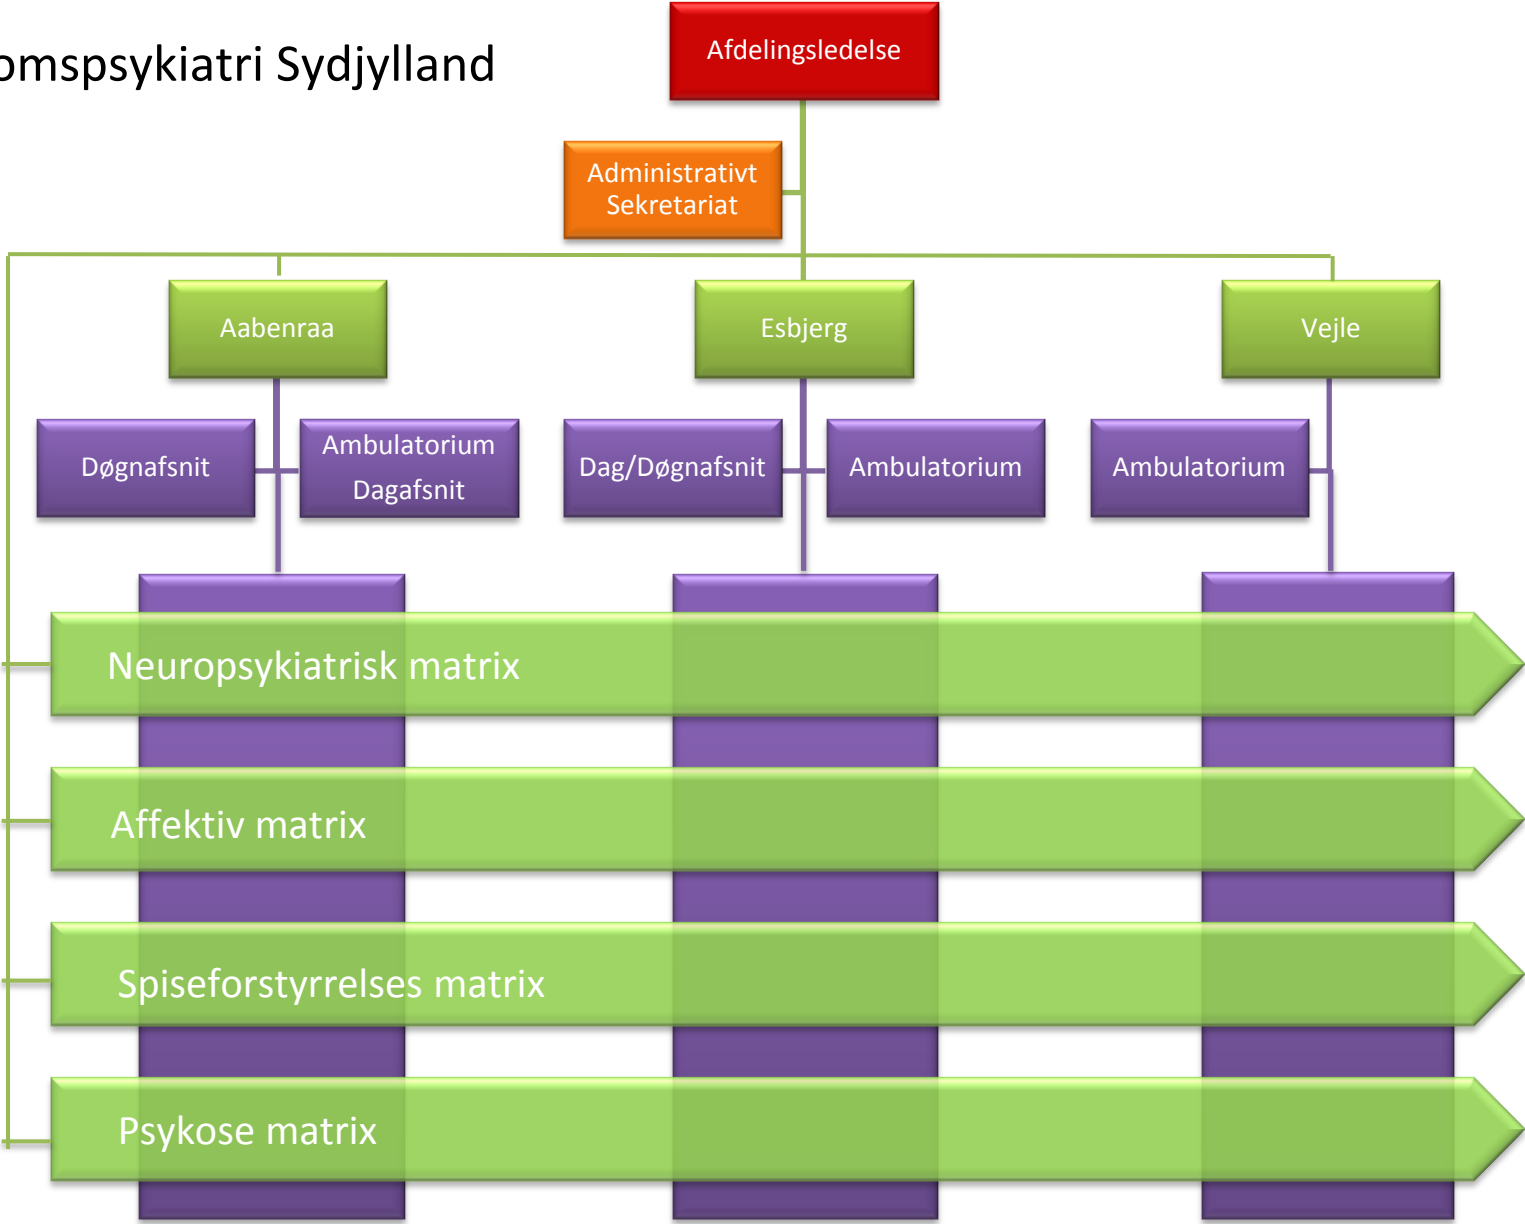 omspsykiatri Sydjylland
Afdelingsledelse
Administrativt
Sekretariat
Aabenraa
Esbjerg
Vejle
Døgnafsnit
Ambulatorium
Dagafsnit
Dag/Døgnafsnit
Ambulatorium
Ambulatorium
Neuropsykiatrisk matrix
Affektiv matrix
Spiseforstyrrelses matrix
Psykose matrix